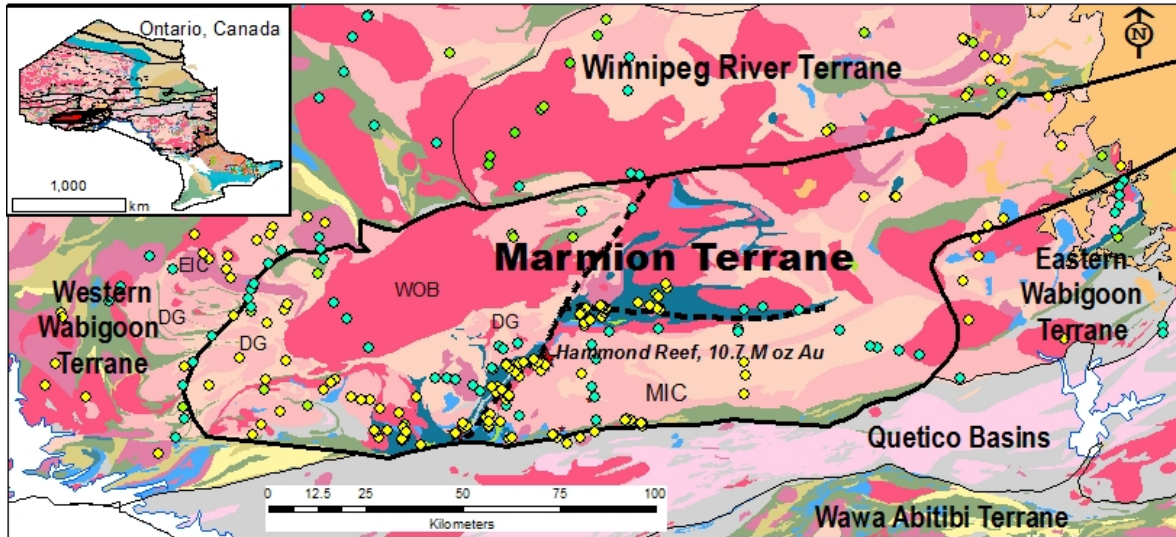 Ontario, Canada
1,000
km
N
Winnipeg River Terrane
Marmion Terrane
EIC
Western
Wabigoon
Terrane
DG
DG
WOB
DG
Eastern
Wabigoon
Terrane
Hammond Reef, 10.7 M oz Au
MIC
Quetico Basins
0 12.5 25 50 75 100
Kilometers
Wawa Abitibi Terrane